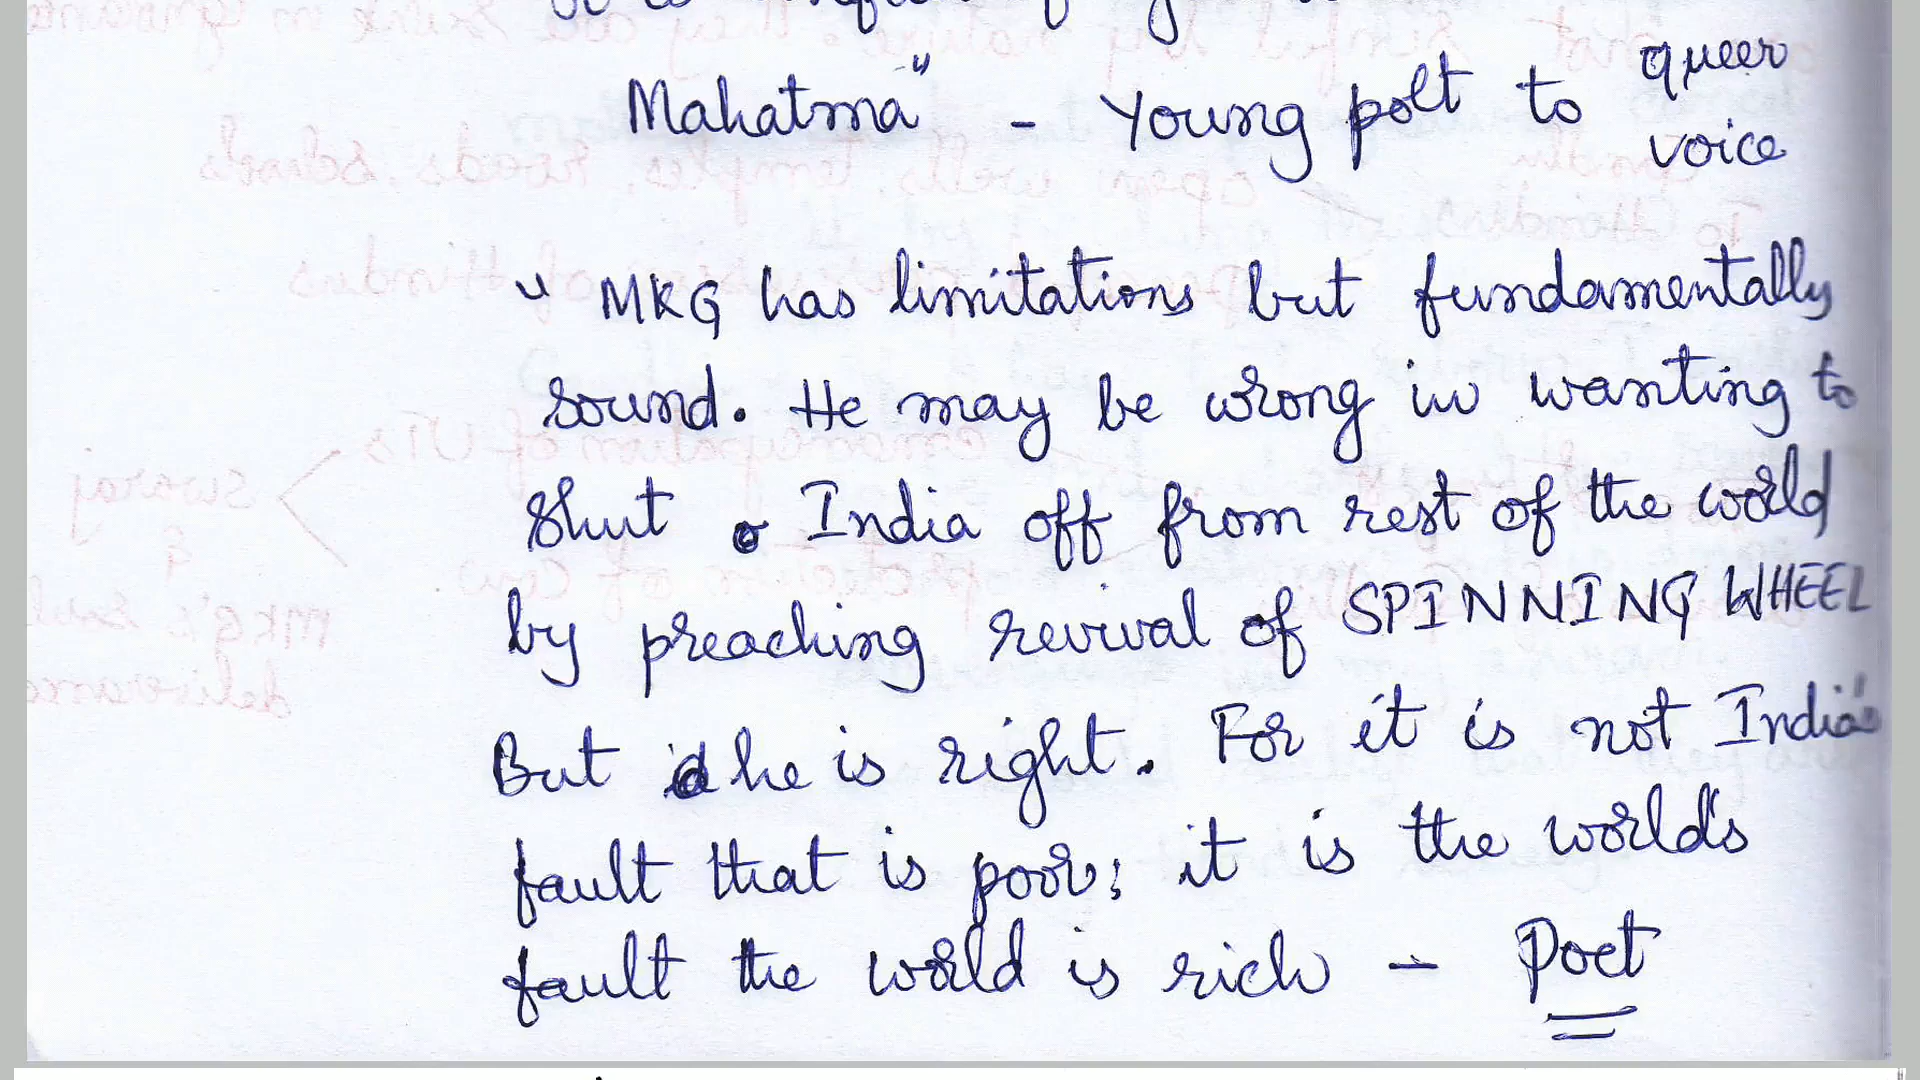 Mahatma" - Young polt to queer voice
" MKG has limitations but fundamentally
sound. He may be wrong in wanting to
Shut India off from rest of the world
by preaching revival of SPINNING WHEEL
But he is right. For it is not India's
fault that is poor; it is the world's
fault the world is rich - Poet